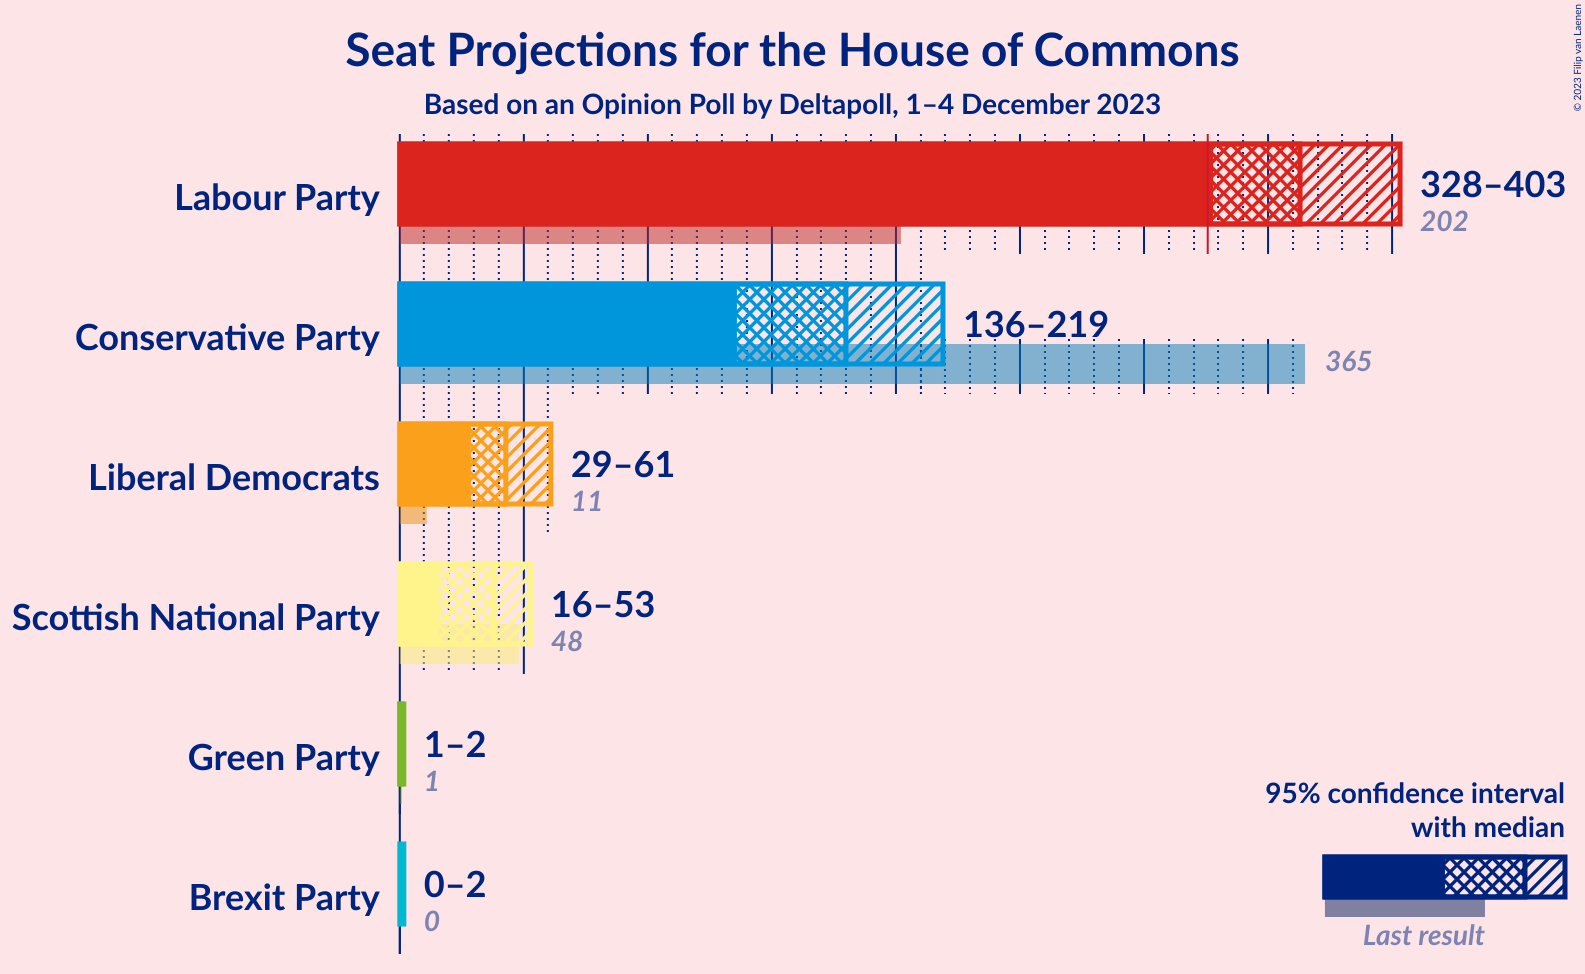 Seat Projections for the House of Commons
Based on an Opinion Poll by Deltapoll, 1–4 December 2023
© 2023 Filip van Laenen
Labour Party
328–403
202
Conservative Party
136–219
365
Liberal Democrats
29–61
11
Scottish National Party
16–53
48
Green Party
1–2
1
Brexit Party
0–2
0
95% confidence interval
with median
Last result